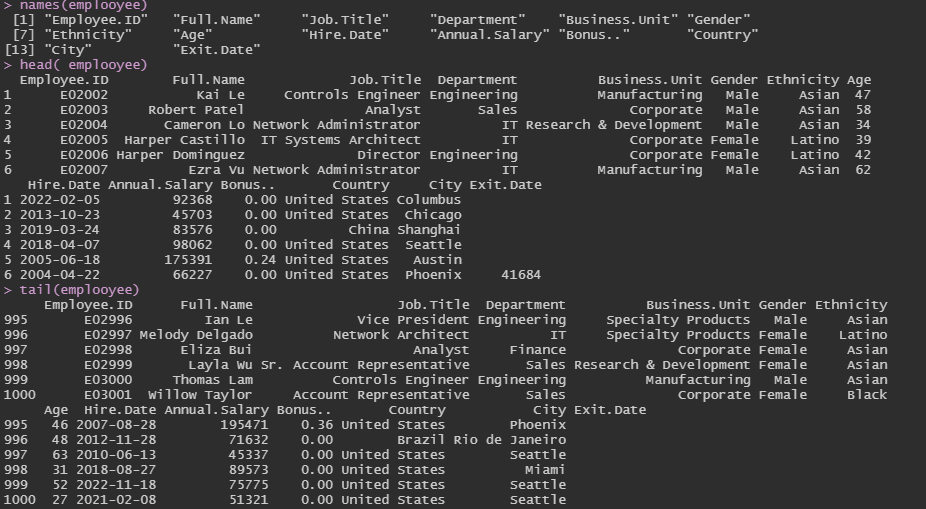 > names(emplooyee)
 [1] "Employee.ID"   "Full.Name"     "Job.Title"     "Department"    "Business.Unit" "Gender"
 [7] "Ethnicity"     "Age"           "Hire.Date"     "Annual.Salary" "Bonus.."       "Country"
[13] "City"          "Exit.Date"
> head( emplooyee)
  Employee.ID        Full.Name             Job.Title  Department          Business.Unit Gender Ethnicity Age
1      E02002           Kai Le     Controls Engineer Engineering          Manufacturing   Male     Asian  47
2      E02003     Robert Patel               Analyst       Sales              Corporate   Male     Asian  58
3      E02004       Cameron Lo Network Administrator          IT Research & Development   Male     Asian  34
4      E02005  Harper Castillo  IT Systems Architect          IT              Corporate Female    Latino  39
5      E02006 Harper Dominguez              Director Engineering              Corporate Female    Latino  42
6      E02007          Ezra Vu Network Administrator          IT          Manufacturing   Male     Asian  62
   Hire.Date Annual.Salary Bonus..       Country     City Exit.Date
1 2022-02-05         92368    0.00 United States Columbus
2 2013-10-23         45703    0.00 United States  Chicago
3 2019-03-24         83576    0.00         China Shanghai
4 2018-04-07         98062    0.00 United States  Seattle
5 2005-06-18        175391    0.24 United States   Austin
6 2004-04-22         66227    0.00 United States  Phoenix     41684
> tail(emplooyee)
     Employee.ID      Full.Name                  Job.Title  Department          Business.Unit Gender Ethnicity
995       E02996         Ian Le             Vice President Engineering     Specialty Products   Male     Asian
996       E02997 Melody Delgado          Network Architect          IT     Specialty Products Female    Latino
997       E02998      Eliza Bui                    Analyst     Finance              Corporate Female     Asian
998       E02999       Layla Wu Sr. Account Representative       Sales Research & Development Female     Asian
999       E03000     Thomas Lam          Controls Engineer Engineering          Manufacturing   Male     Asian
1000      E03001  Willow Taylor     Account Representative       Sales              Corporate Female     Black
     Age  Hire.Date Annual.Salary Bonus..       Country           City Exit.Date
995   46 2007-08-28        195471    0.36 United States        Phoenix
996   48 2012-11-28         71632    0.00        Brazil Rio de Janeiro
997   63 2010-06-13         45337    0.00 United States        Seattle
998   31 2018-08-27         89573    0.00 United States          Miami
999   52 2022-11-18         75775    0.00 United States        Seattle
1000  27 2021-02-08         51321    0.00 United States        Seattle